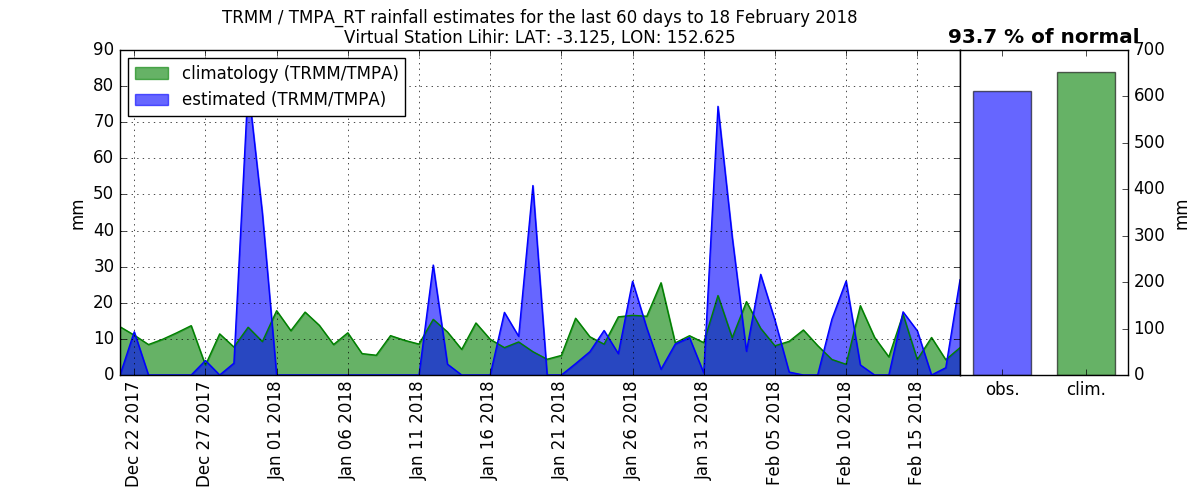 TRMM / TMPA_RT rainfall estimates for the last 60 days to 18 February 2018
Virtual Station Lihir: LAT: -3.125, LON: 152.625
93.7 % of normal
climatology (TRMM/TMPA)
estimated (TRMM/TMPA)
mm
90
80
70
60
50
40
30
20
10
0
Dec 22 2017
Dec 27 2017
Jan 01 2018
Jan 06 2018
Jan 11 2018
Jan 16 2018
Jan 21 2018
Jan 26 2018
Jan 31 2018
Feb 05 2018
Feb 10 2018
Feb 15 2018
700
600
500
400
300
200
100
0
mm
obs.
clim.